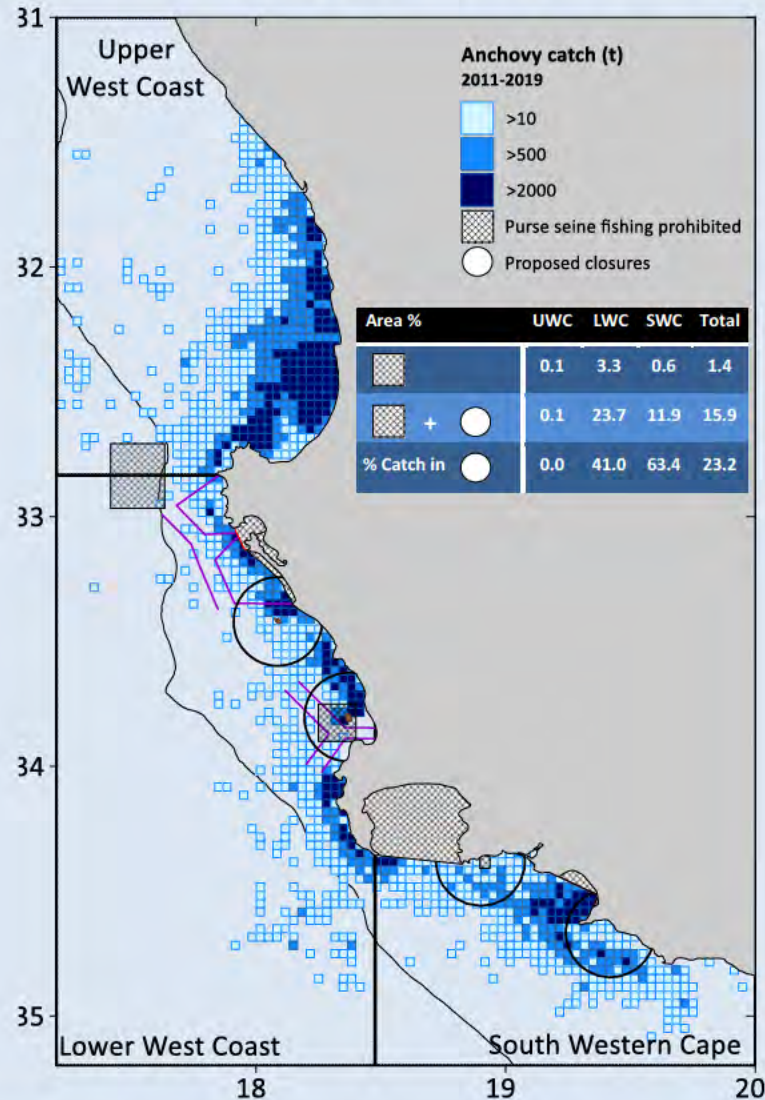 31
Upper
West Coast
Anchovy catch (t)
2011-2019
>10
>500
>2000
Purse seine fishing prohibited
Proposed closures
32
Area % UWC LWC SWC Total
0.1 3.3 0.6 1.4
+ 0.1 23.7 11.9 15.9
% Catch in 0.0 41.0 63.4 23.2
33
34
35
Lower West Coast South Western Cape
18 19 20